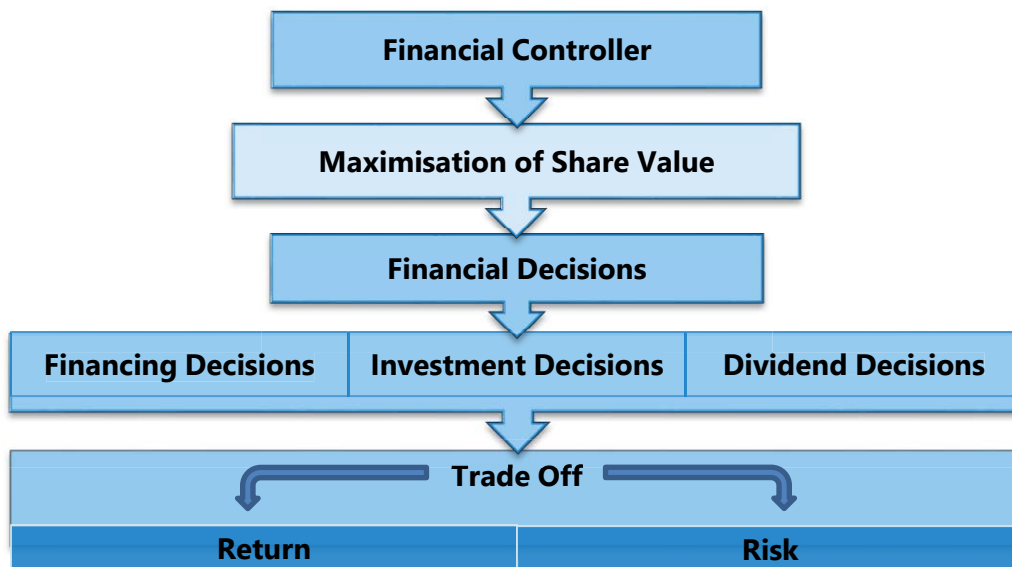 Financial Controller
Maximisation of Share Value
Financial Decisions
Financing Decisions
Investment Decisions
Dividend Decisions
Trade Off
Return
Risk